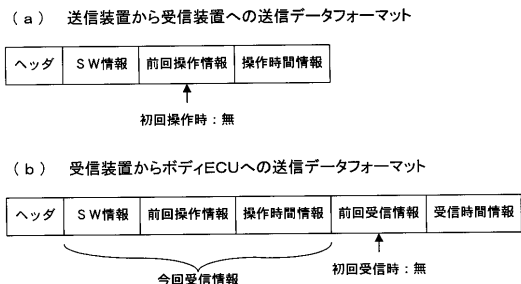 (a) 送信装置から受信装置への送信データフォーマット
ヘッダ SW情報 前回操作情報 操作時間情報
初回操作時:無
(b) 受信装置からボディECUへの送信データフォーマット
ヘッダ SW情報 前回操作情報 操作時間情報 前回受信情報 受信時間情報
今回受信情報 初回受信時:無